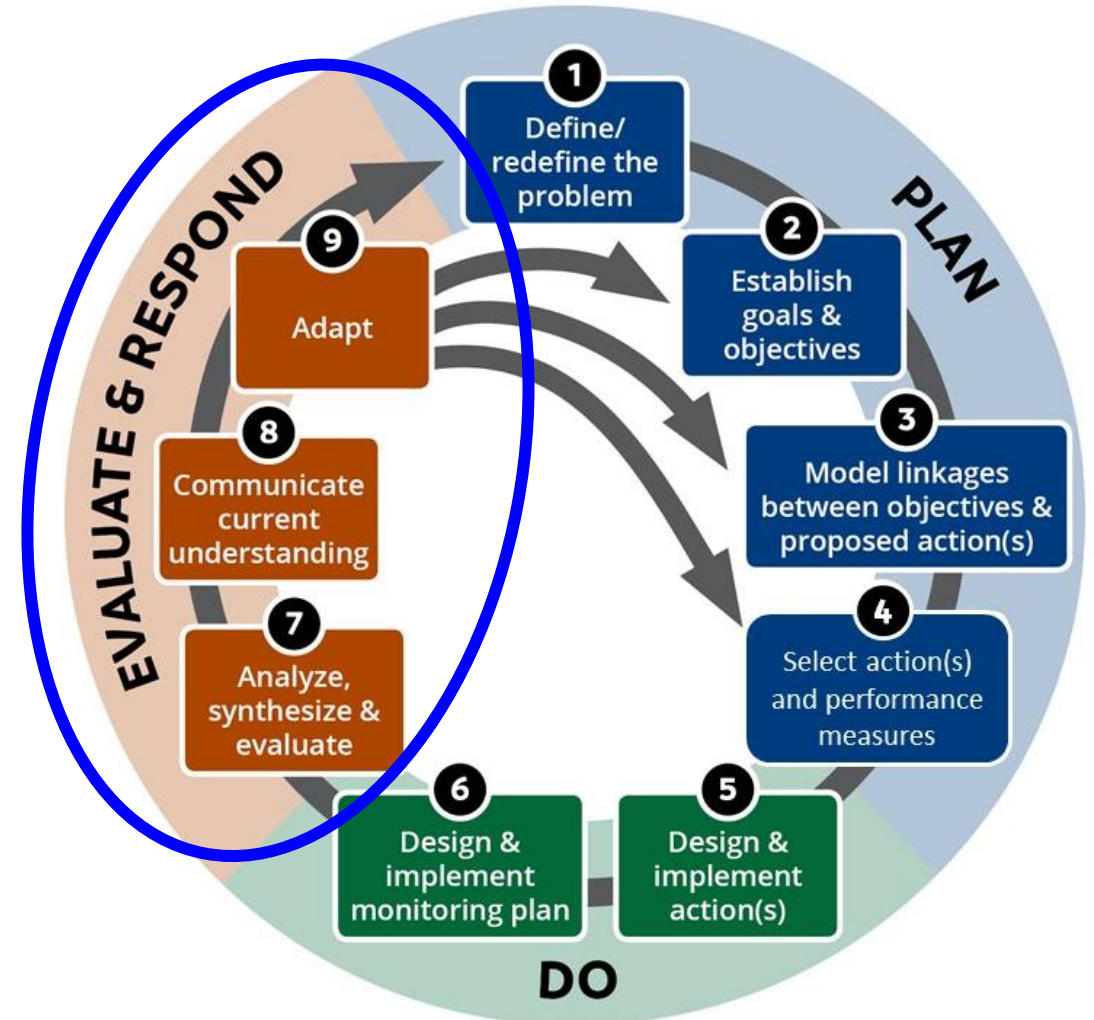 1
Define/
redefine the
problem
PLAN
2
Establish
goals &
objectives
3
Model linkages
between objectives &
proposed action(s)
4
Select action(s)
and performance
measures
5
Design &
implement
action(s)
DO
6
Design &
implement
monitoring plan
7
Analyze,
synthesize &
evaluate
8
Communicate
current
understanding
9
Adapt
EVALUATE & RESPOND